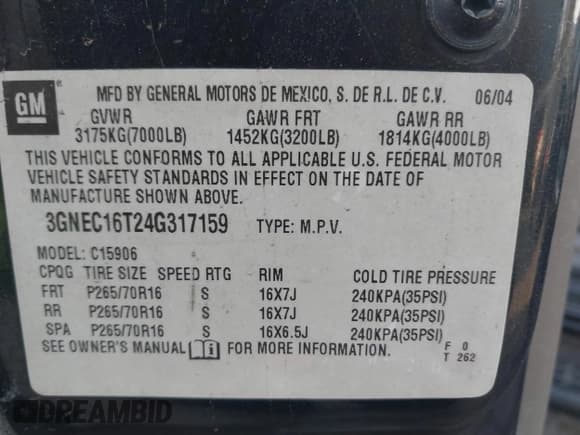 GM
®
MFD BY GENERAL MOTORS DE MEXICO, S. DE R.L. DE C.V. 06/04
GVWR GAWR FRT GAWR RR
3175KG(7000LB) 1452KG(3200LB) 1814KG(4000LB)
THIS VEHICLE CONFORMS TO ALL APPLICABLE U.S. FEDERAL MOTOR
VEHICLE SAFETY STANDARDS IN EFFECT ON THE DATE OF
MANUFACTURE SHOWN ABOVE.
3GNEC16T24G317159 TYPE: M.P.V.
MODEL: C15906
CPQG TIRE SIZE SPEED RTG RIM COLD TIRE PRESSURE
FRT P265/70R16 S 16X7J 240KPA(35PSI)
RR P265/70R16 S 16X7J 240KPA(35PSI)
SPA P265/70R16 S 16X6.5J 240KPA(35PSI)
SEE OWNER'S MANUAL FOR MORE INFORMATION.
F 0
T 262
DREAMBID